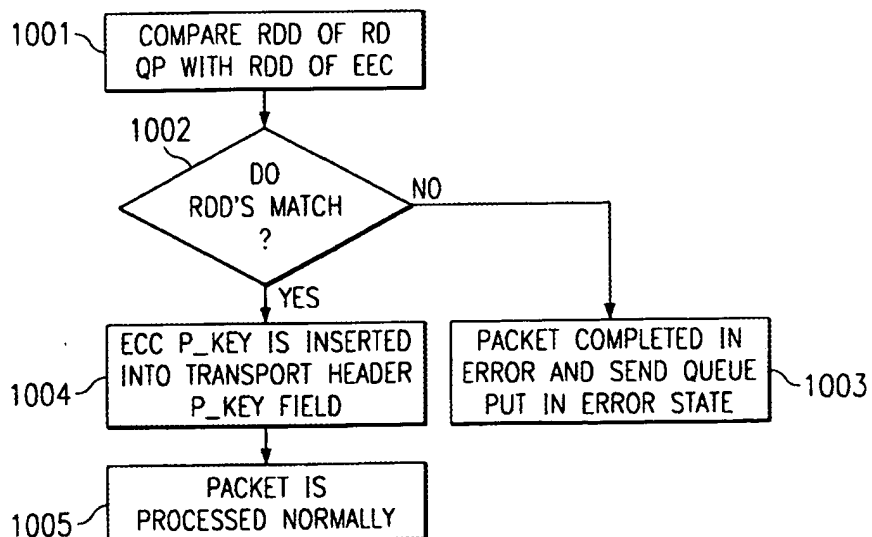 1001
COMPARE RDD OF RD
QP WITH RDD OF EEC
1002
DO
RDD'S MATCH
?
NO
YES
1004
ECC P_KEY IS INSERTED
INTO TRANSPORT HEADER
P_KEY FIELD
PACKET COMPLETED IN
ERROR AND SEND QUEUE
PUT IN ERROR STATE
1003
1005
PACKET IS
PROCESSED NORMALLY